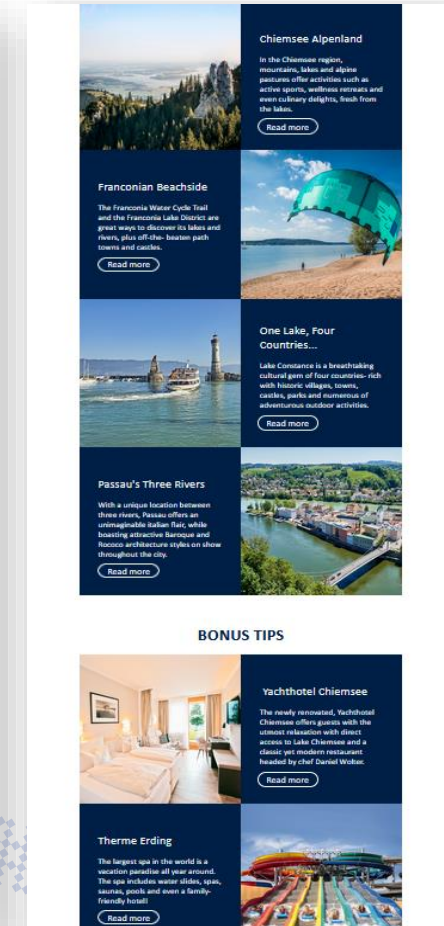 Chiemsee Alpenland
In the Chiemsee region,
mountains, lakes and alpine
pastures offer activities such as
active sports, wellness retreats and
even culinary delights, fresh from
the lakes.
Read more
Franconian Beachside
The Franconia Water Cycle Trail
and the Franconia Lake District are
great ways to discover its lakes and
rivers, plus off-the- beaten path
towns and castles.
Read more
One Lake, Four
Countries...
Lake Constance is a breathtaking
cultural gem of four countries- rich
with historic villages, towns,
castles, parks and numerous of
adventurous outdoor activities.
Read more
Passau's Three Rivers
With a unique location between
three rivers, Passau offers an
unimaginable italian flair, while
boasting attractive Baroque and
Rococo architecture styles on show
throughout the city.
Read more
BONUS TIPS
Yachthotel Chiemsee
The newly renovated, Yachthotel
Chiemsee offers guests with the
utmost relaxation with direct
access to Lake Chiemsee and a
classic yet modern restaurant
headed by chef Daniel Wolter.
Read more
Therme Erding
The largest spa in the world is a
vacation paradise all year around.
The spa includes water slides, spas,
saunas, pools and even a family-
friendly hotel!
Read more